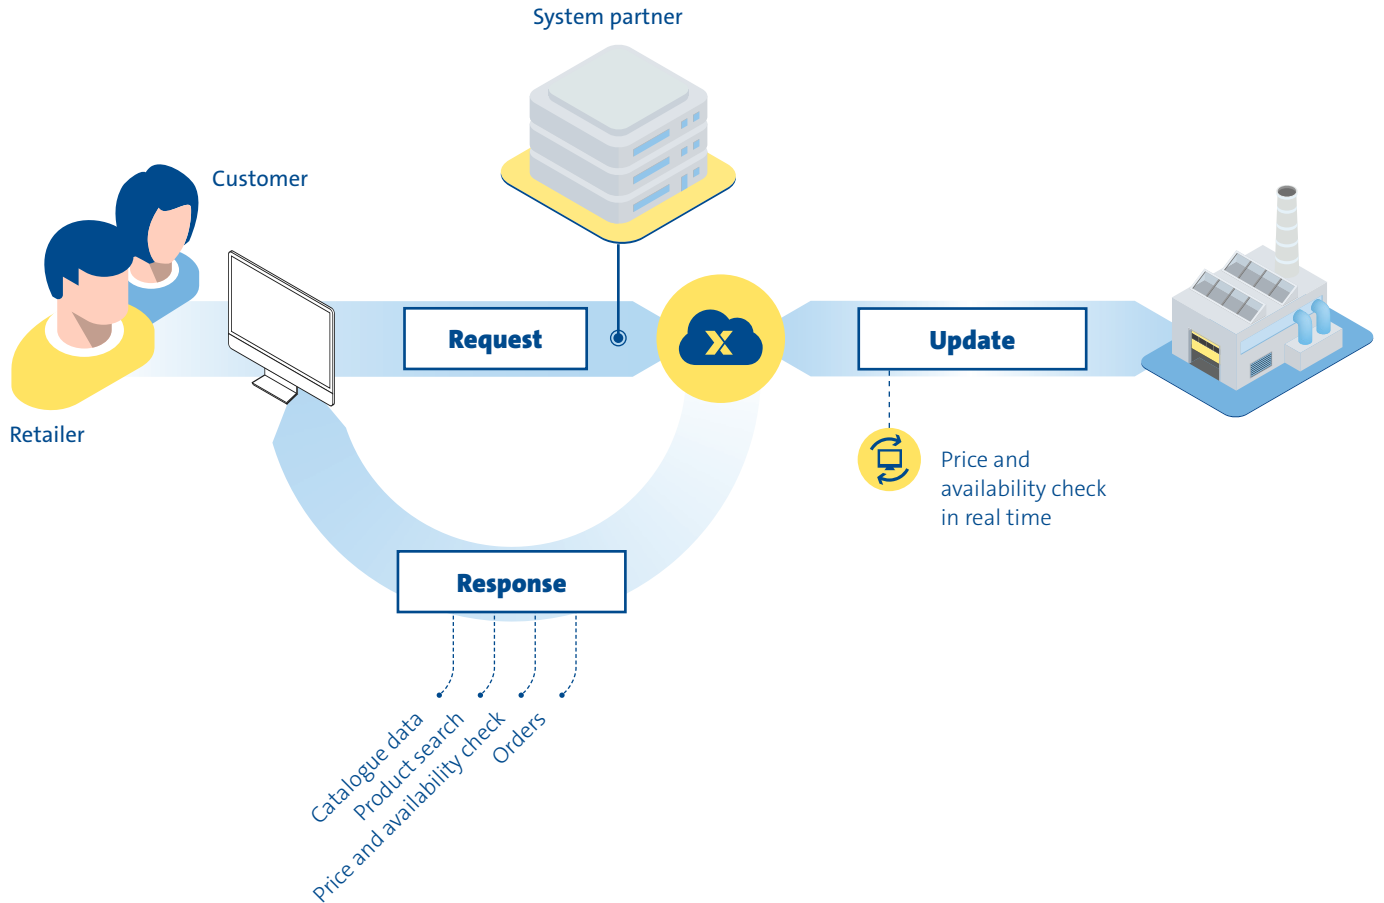 System partner
Customer
Retailer
Request
X
Update
Price and
availability check
in real time
Response
Catalogue data
Product search
Price and availability check
Orders